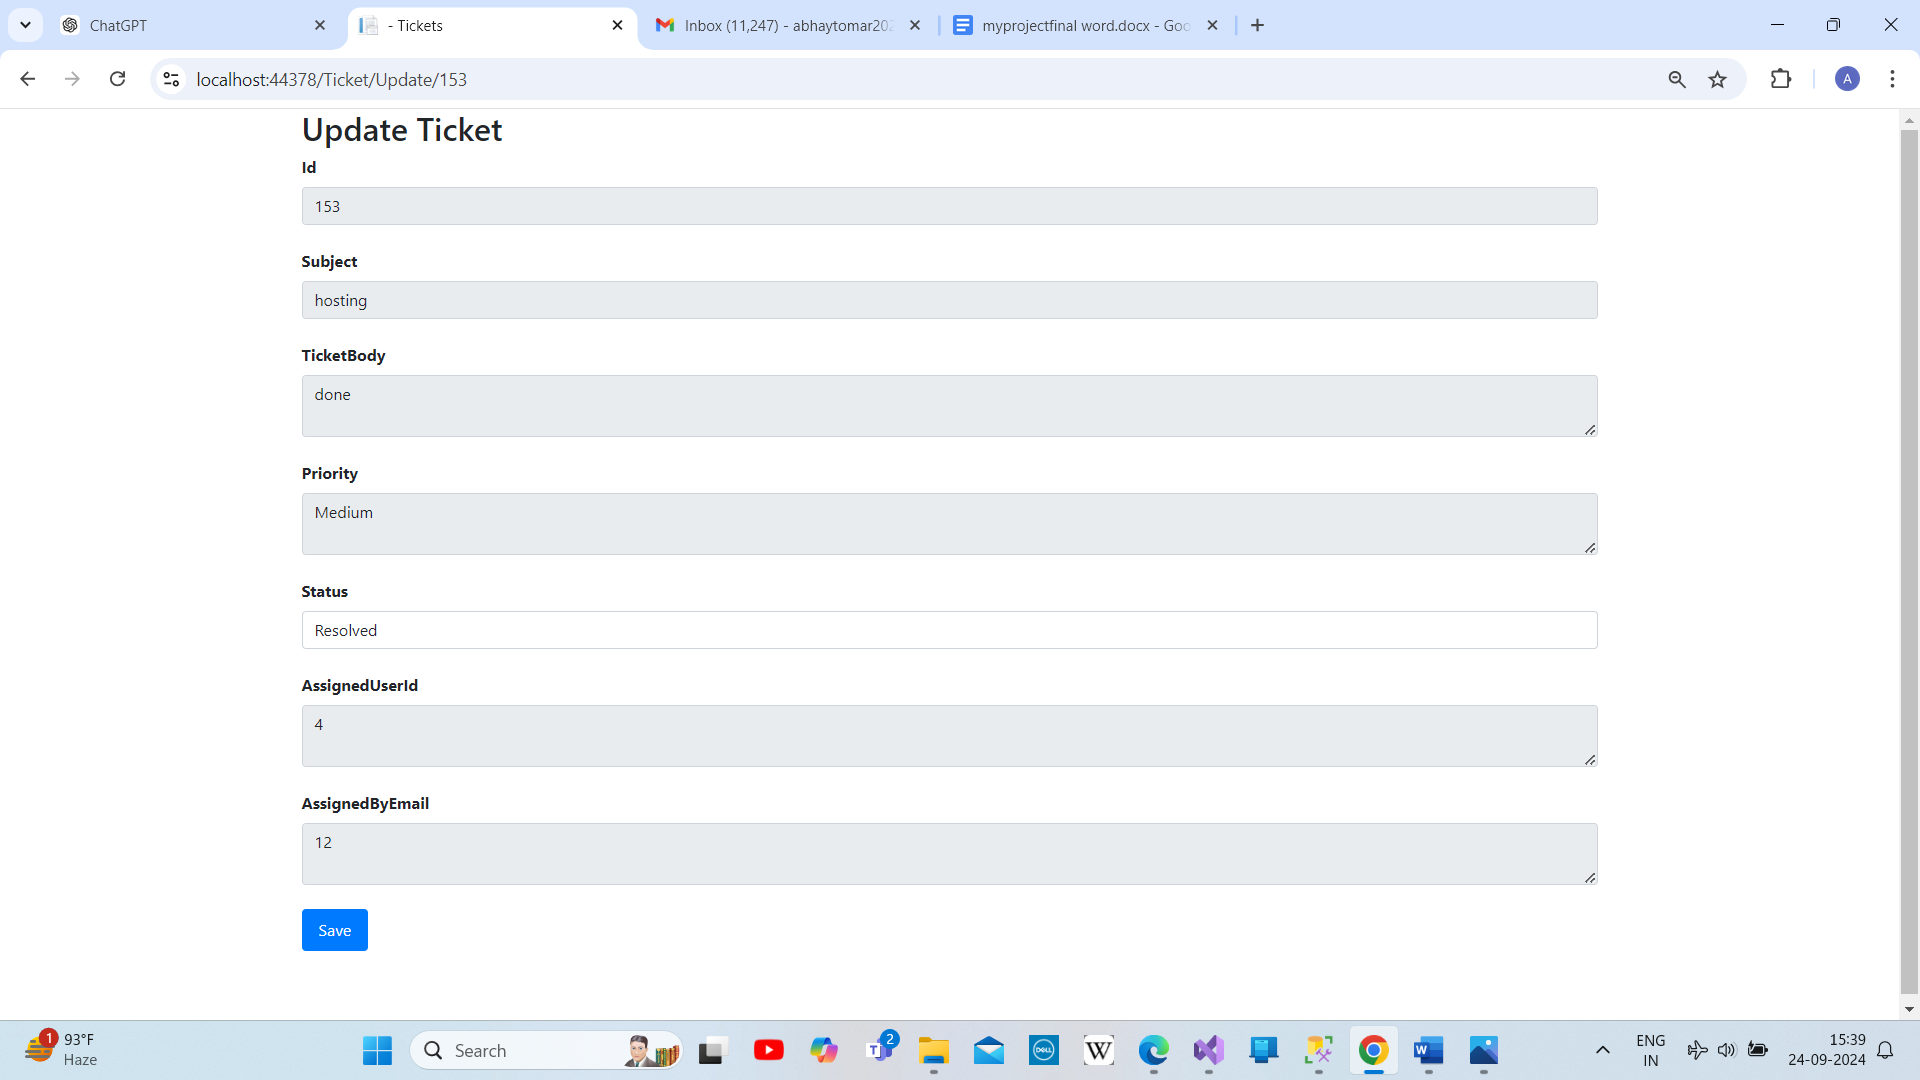 ChatGPT
- Tickets
Inbox (11,247) - abhaytomar202
myprojectfinal word.docx - Goo
localhost:44378/Ticket/Update/153
A
Update Ticket
Id
153
Subject
hosting
TicketBody
done
Priority
Medium
Status
Resolved
AssignedUserId
4
AssignedByEmail
12
Save
1
93°F
Haze
Search
2
T
DELL
W
W
ENG
IN
15:39
24-09-2024